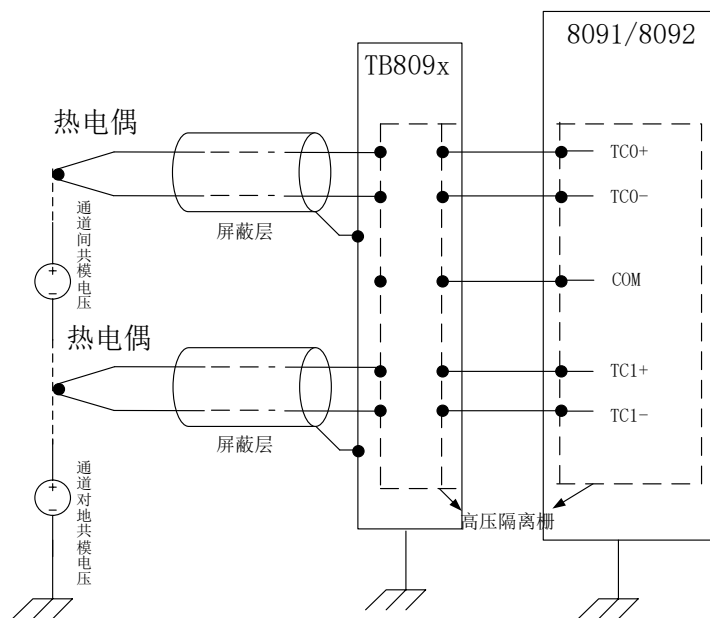 8091/8092
TB809x
热电偶
TC0+
TC0-
屏蔽层
通道间共模电压
+
-
COM
热电偶
TC1+
TC1-
屏蔽层
通道对地共模电压
+
-
高压隔离栅